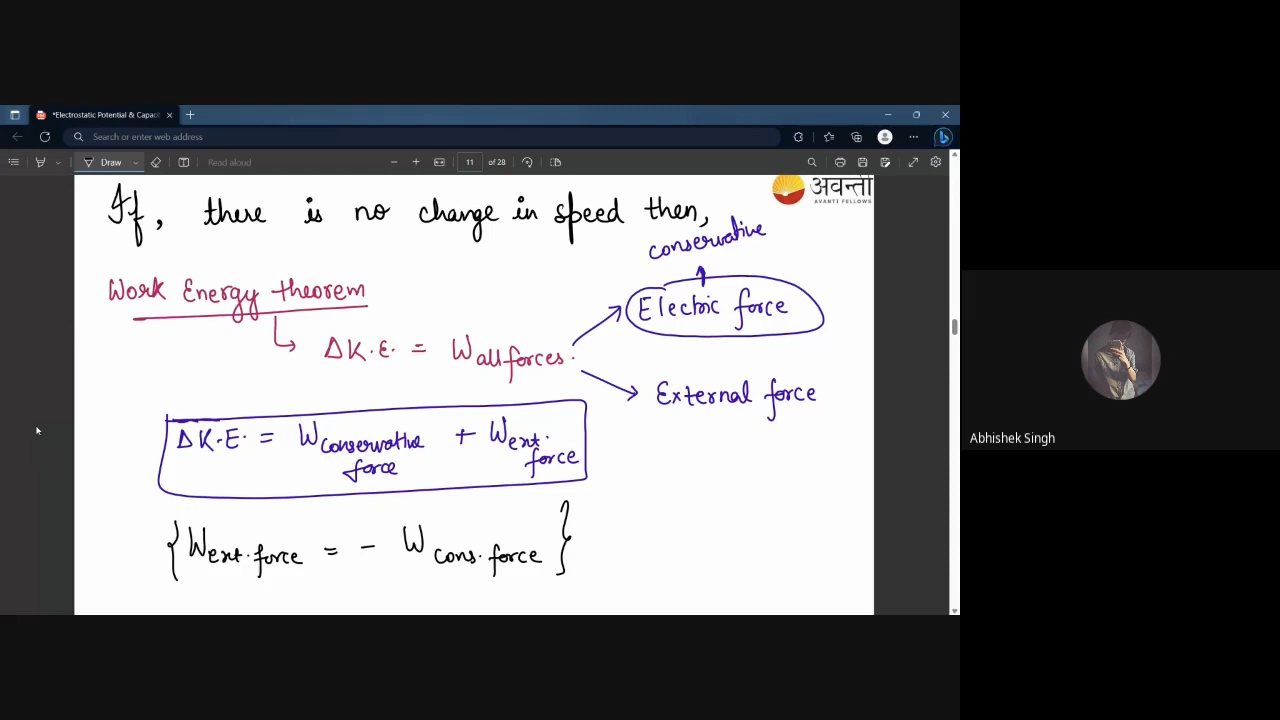 *Electrostatic Potential & Capaci
Search or enter web address
Draw
Read aloud
11 of 28
अवन्ती
AVANTI FELLOWS
If, there is no change in speed then,
conservative
Work Energy theorem
Electric force
ΔK.E. = Wall forces.
External force
ΔK.E. = Wconservative force + Wext. force
{Wext. force = - Wcons. force}
Abhishek Singh